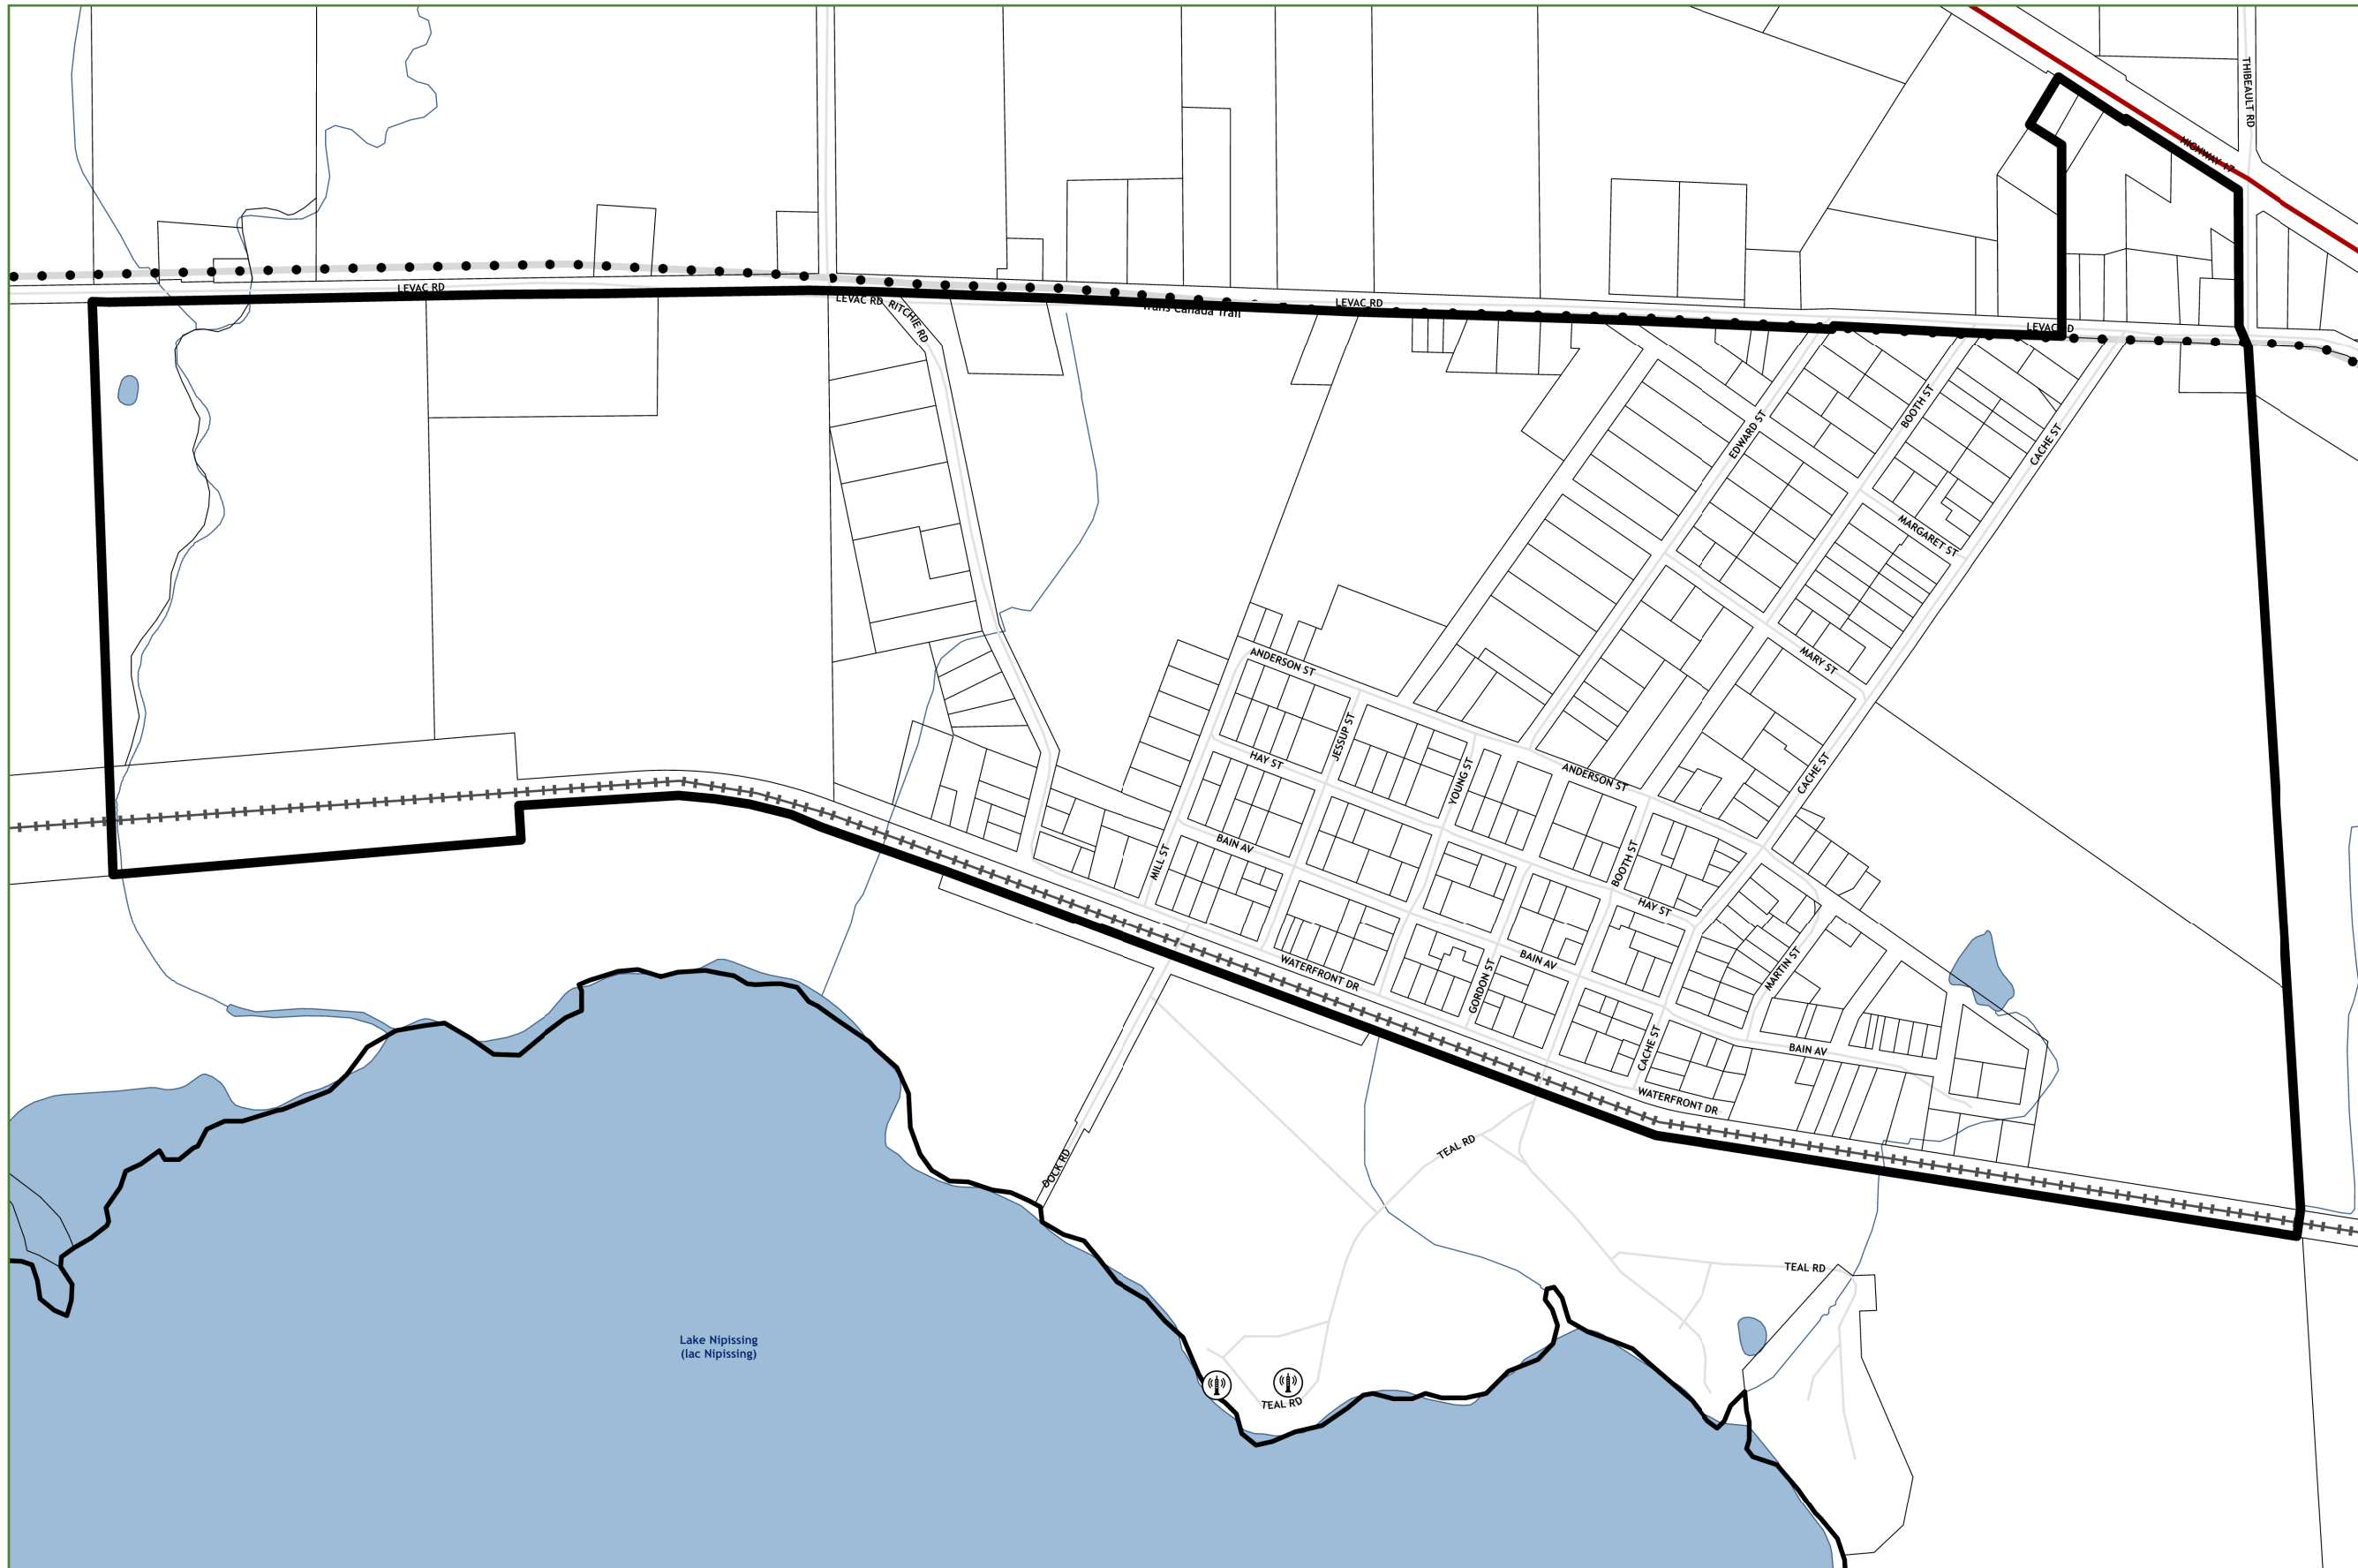 THIBEAULT RD
HIGHWAY 17
LEVAC RD
LEVAC RD
RITCHIE RD
LEVAC RD
Trans Canada Trail
LEVAC RD
EDWARD ST
BOOTH ST
CACHE ST
MARGARET ST
MARY ST
ANDERSON ST
JESSUP ST
HAY ST
YOUNG ST
ANDERSON ST
CACHE ST
MILL ST
BAIN AV
BOOTH ST
HAY ST
WATERFRONT DR
GORDON ST
BAIN AV
MARTIN ST
CACHE ST
BAIN AV
WATERFRONT DR
TEAL RD
DOCK RD
TEAL RD
Lake Nipissing
(lac Nipissing)
TEAL RD